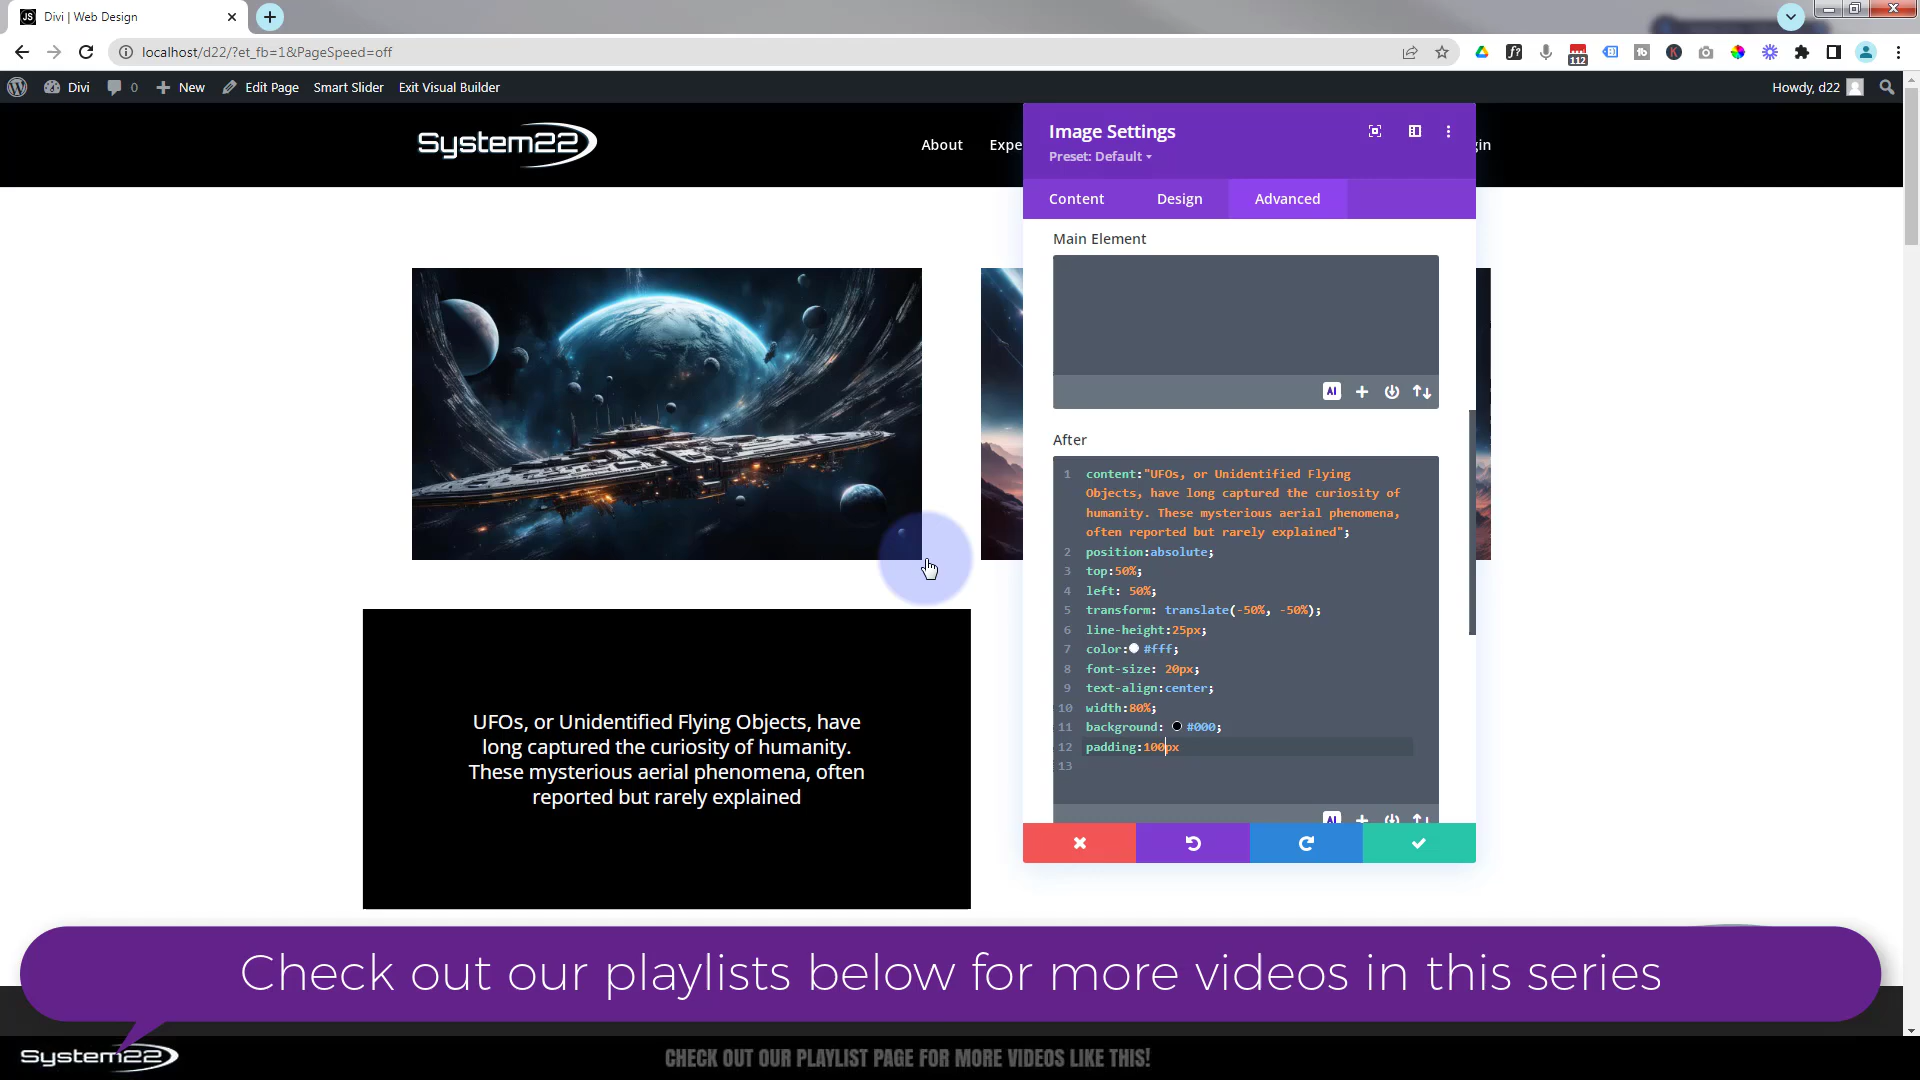 Divi | Web Design
localhost/d22/?et_fb=1&PageSpeed=off
112
Divi
0
New
Edit Page
Smart Slider
Exit Visual Builder
Howdy, d22
System22
About
Expe
gin
Image Settings
Preset: Default
Content
Design
Advanced
Main Element
AI
After
1 content:"UFOs, or Unidentified Flying
Objects, have long captured the curiosity of
humanity. These mysterious aerial phenomena,
often reported but rarely explained";
2 position:absolute;
3 top:50%;
4 left: 50%;
5 transform: translate(-50%, -50%);
6 line-height:25px;
7 color: #fff;
8 font-size: 20px;
9 text-align:center;
10 width:80%;
11 background: #000;
12 padding:100px
13
AI
UFOs, or Unidentified Flying Objects, have
long captured the curiosity of humanity.
These mysterious aerial phenomena, often
reported but rarely explained
Check out our playlists below for more videos in this series
System22
CHECK OUT OUR PLAYLIST PAGE FOR MORE VIDEOS LIKE THIS!